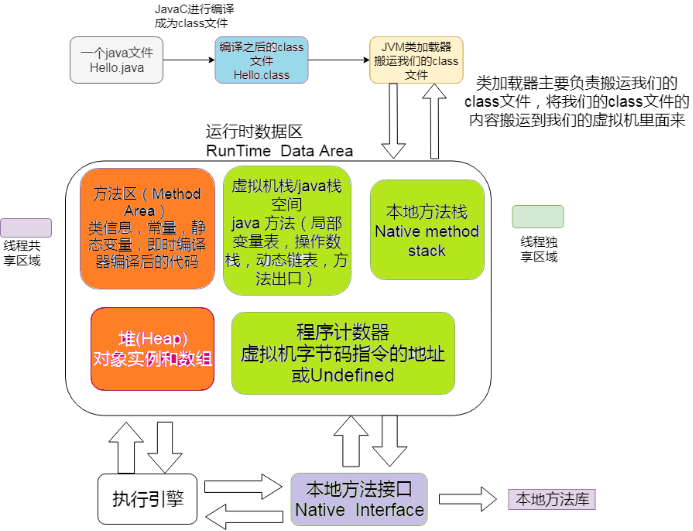 JavaC进行编译
成为class文件
一个java文件
Hello.java
编译之后的class
文件
Hello.class
JVM类加载器
搬运我们的class
文件
类加载器主要负责搬运我们的
class文件，将我们的class文件的
内容搬运到我们的虚拟机里面来
运行时数据区
RunTime Data Area
方法区（Method
Area）
类信息，常量，静
态变量，即时编译
器编译后的代码
虚拟机栈/java栈
空间
java 方法（局部
变量表，操作数
栈，动态链表，方
法出口）
本地方法栈
Native method
stack
线程共
享区域
线程独
享区域
堆(Heap)
对象实例和数组
程序计数器
虚拟机字节码指令的地址
或Undefined
执行引擎
本地方法接口
Native Interface
本地方法库